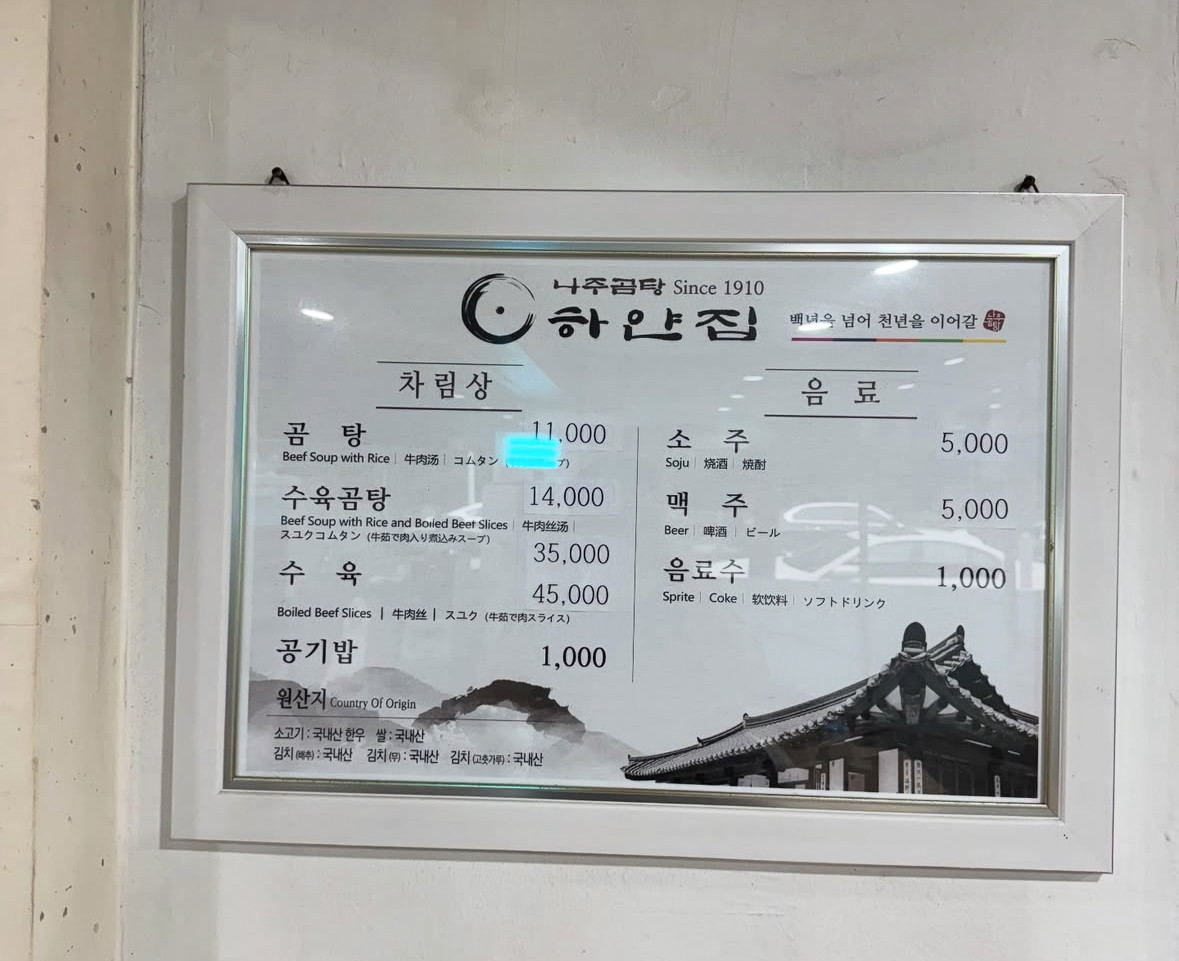 나주곰탕 Since 1910
하얀집
백년을 넘어 천년을 이어갈
차림상
곰 탕 11,000
Beef Soup with Rice | 牛肉汤 | コムタン
수육곰탕 14,000
Beef Soup with Rice and Boiled Beef Slices | 牛肉丝汤 |
スユクコムタン (牛茹で肉入り煮込みスープ)
수 육 35,000
45,000
Boiled Beef Slices | 牛肉丝 | スユク (牛茹で肉スライス)
공기밥 1,000
원산지 Country Of Origin
소고기 : 국내산 한우 쌀 : 국내산
김치(배추) : 국내산 김치(무) : 국내산 김치(고춧가루) : 국내산
음 료
소 주 5,000
Soju | 烧酒 | 焼酎
맥 주 5,000
Beer | 啤酒 | ビール
음료수 1,000
Sprite | Coke | 软饮料 | ソフトドリンク